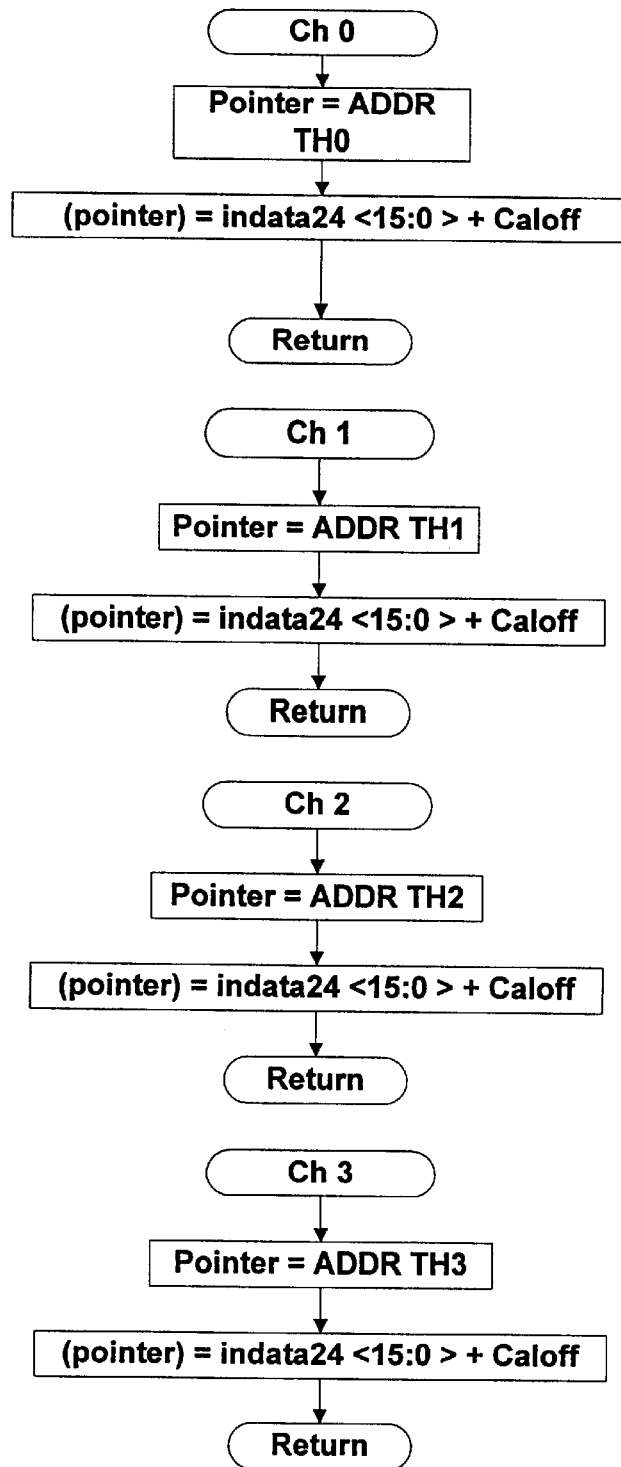 Ch 0
Pointer = ADDR
TH0
(pointer) = indata24 <15:0 > + Caloff
Return
Ch 1
Pointer = ADDR TH1
(pointer) = indata24 <15:0 > + Caloff
Return
Ch 2
Pointer = ADDR TH2
(pointer) = indata24 <15:0 > + Caloff
Return
Ch 3
Pointer = ADDR TH3
(pointer) = indata24 <15:0 > + Caloff
Return